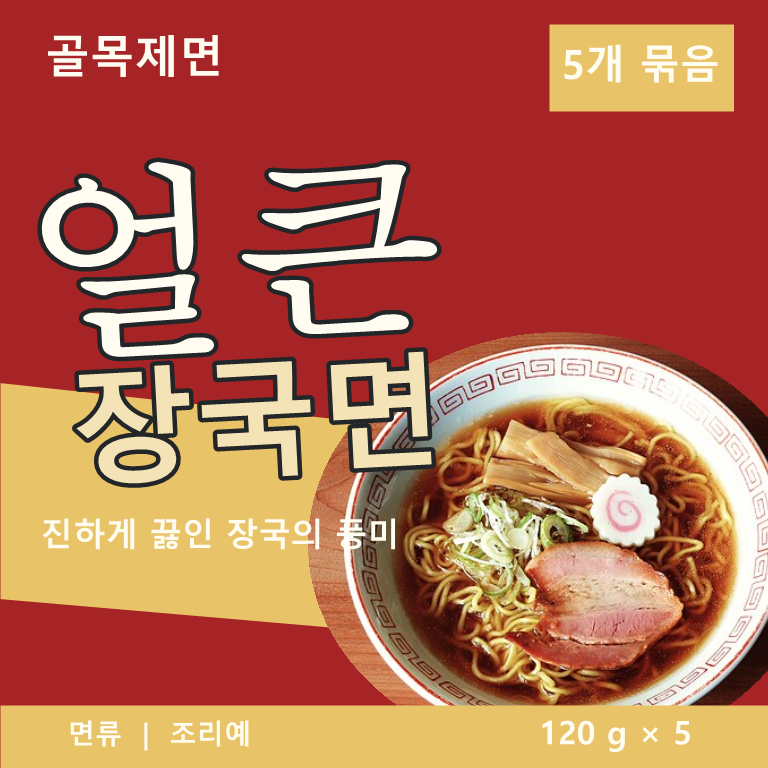 골목제면
5개 묶음
얼큰
장국면
진하게 끓인 장국의 풍미
면류 | 조리예
120 g × 5